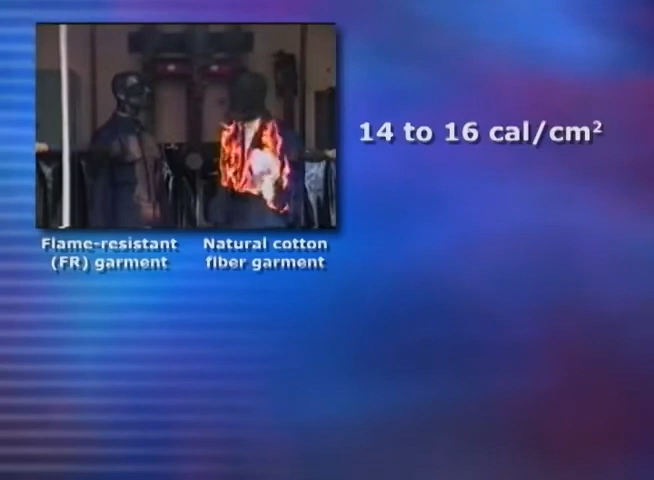 14 to 16 cal/cm²
Flame-resistant
(FR) garment
Natural cotton
fiber garment